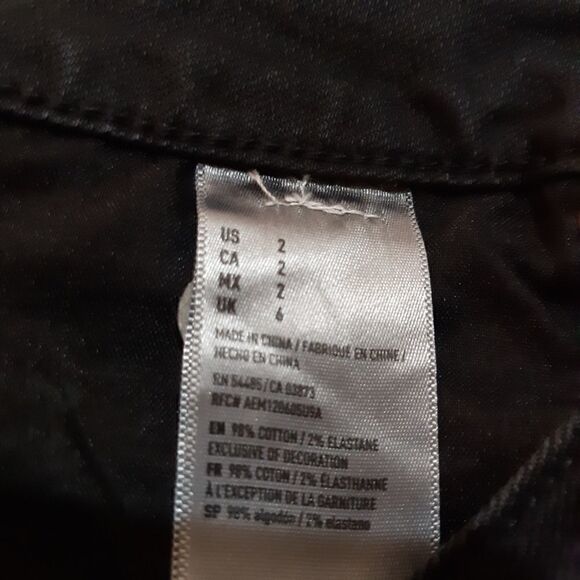 US 2
CA 2
MX 2
UK 6
MADE IN CHINA / FABRIQUÉ EN CHINE /
HECHO EN CHINA
RN 54485 / CA 03873
RFC# AEM120605USA
EN 98% COTTON / 2% ELASTANE
EXCLUSIVE OF DECORATION
FR 98% COTON / 2% ÉLASTHANNE
À L'EXCEPTION DE LA GARNITURE
SP 98% algodón / 2% elastano